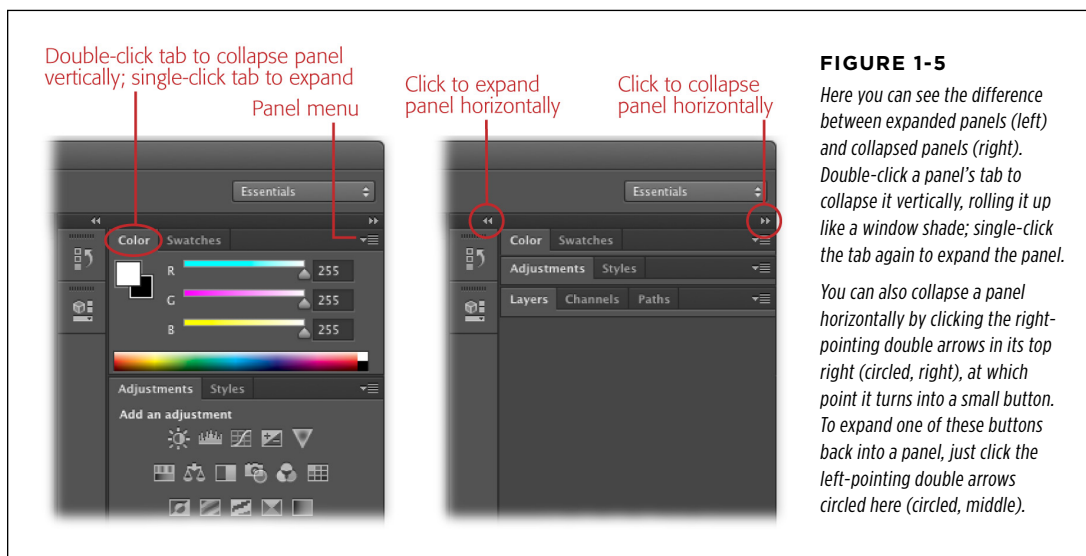 Double-click tab to collapse panel
vertically; single-click tab to expand
Panel menu
Click to expand
panel horizontally
Click to collapse
panel horizontally
Essentials
Color Swatches
R 255
G 255
B 255
Adjustments Styles
Add an adjustment
Essentials
Color Swatches
Adjustments Styles
Layers Channels Paths
FIGURE 1-5
Here you can see the difference
between expanded panels (left)
and collapsed panels (right).
Double-click a panel’s tab to
collapse it vertically, rolling it up
like a window shade; single-click
the tab again to expand the panel.
You can also collapse a panel
horizontally by clicking the right-
pointing double arrows in its top
right (circled, right), at which
point it turns into a small button.
To expand one of these buttons
back into a panel, just click the
left-pointing double arrows
circled here (circled, middle).